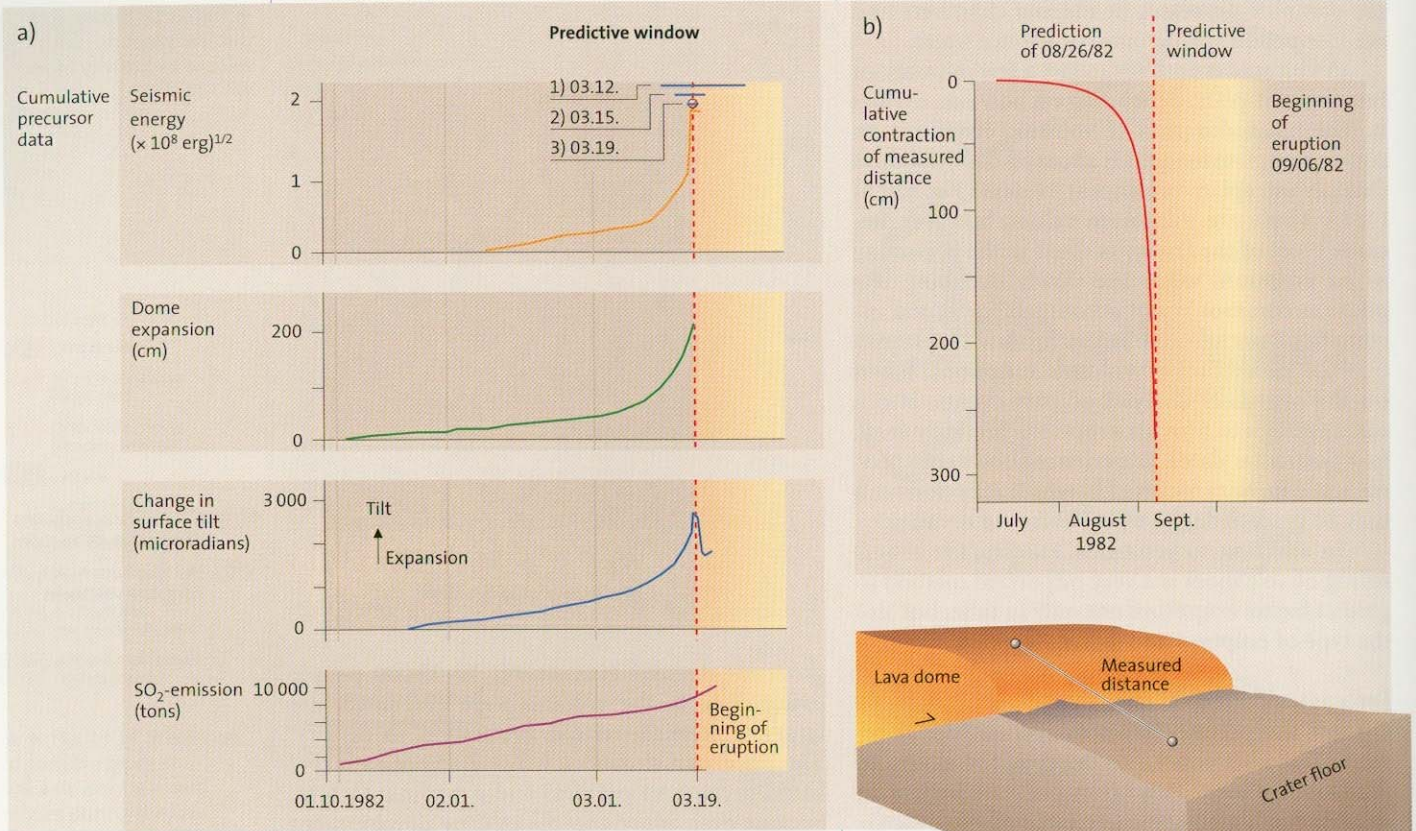 a)
Predictive window
Cumulative
precursor
data
Seismic
energy
(× 10⁸ erg)¹/²
2
1
0
1) 03.12.
2) 03.15.
3) 03.19.
Dome
expansion
(cm)
200
0
Change in
surface tilt
(microradians)
3 000
0
Tilt
Expansion
SO₂-emission
(tons)
10 000
0
Begin-
ning of
eruption
01.10.1982
02.01.
03.01.
03.19.
b)
Prediction
of 08/26/82
Predictive
window
Cumu-
lative
contraction
of measured
distance
(cm)
0
100
200
300
Beginning
of
eruption
09/06/82
July
August
Sept.
1982
Lava dome
Measured
distance
Crater floor